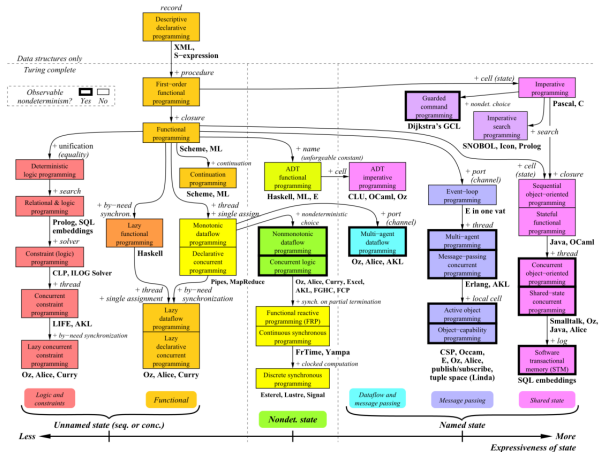 record
Descriptive
declarative
programming
XML,
S−expression
Data structures only
Turing complete
+ procedure
Observable
nondeterminism?
Yes
No
First−order
functional programming
+ cell (state)
Imperative
programming
Pascal, C
+ nondet. choice
Guarded
command
programming
Dijkstra's GCL
+ search
Imperative
search programming
SNOBOL, Icon, Prolog
+ closure
Functional
programming
Scheme, ML
+ unification
(equality)
Deterministic
logic programming
+ search
Relational & logic
programming
Prolog, SQL
embeddings
+ solver
Constraint (logic)
programming
CLP, ILOG Solver
+ thread
Concurrent
constraint
programming
LIFE, AKL
+ by−need synchronization
Lazy concurrent
constraint programming
Oz, Alice, Curry
+ continuation
Continuation
programming
Scheme, ML
+ by−need
synchron.
Lazy
functional
programming
Haskell
+ thread
+ single assignment
+ thread
+ single assign.
Monotonic
dataflow
programming
Declarative
concurrent
programming
Pipes, MapReduce
+ by−need
synchronization
Lazy
dataflow
programming
Lazy
declarative
concurrent
programming
Oz, Alice, Curry
+ name
(unforgeable constant)
ADT
functional
programming
Haskell, ML, E
+ cell
ADT
imperative
programming
CLU, OCaml, Oz
+ nondeterministic
choice
Nonmonotonic
dataflow
programming
Concurrent logic
programming
Oz, Alice, Curry, Excel,
AKL, FGHC, FCP
+ synch. on partial termination
Functional reactive
programming (FRP)
Continuous synchronous
programming
FrTime, Yampa
+ clocked computation
Discrete synchronous
programming
Esterel, Lustre, Signal
+ port
(channel)
Multi−agent
dataflow
programming
Oz, Alice, AKL
+ port
(channel)
Event−loop
programming
E in one vat
+ thread
Multi−agent
programming
Message−passing
concurrent
programming
Erlang, AKL
+ local cell
Active object
programming
Object−capability
programming
CSP, Occam,
E, Oz, Alice,
publish/subscribe,
tuple space (Linda)
+ cell
(state)
+ closure
Sequential
object−oriented
programming
Stateful
functional
programming
Java, OCaml
+ thread
Concurrent
object−oriented
programming
Shared−state
concurrent
programming
Smalltalk, Oz,
Java, Alice
+ log
Software
transactional
memory (STM)
SQL embeddings
Logic and
constraints
Functional
Nondet. state
Dataflow and
message passing
Message passing
Shared state
Unnamed state (seq. or conc.)
Named state
Less
More
Expressiveness of state